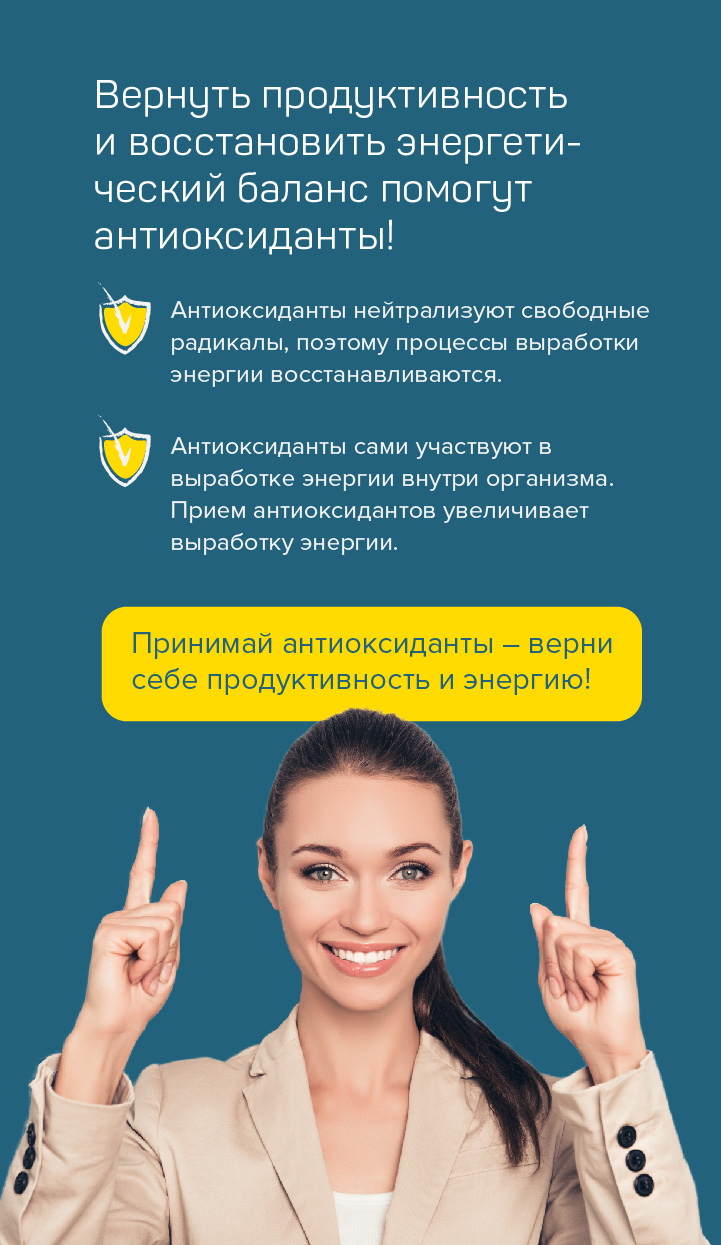 Вернуть продуктивность
и восстановить энергети-
ческий баланс помогут
антиоксиданты!
Антиоксиданты нейтрализуют свободные
радикалы, поэтому процессы выработки
энергии восстанавливаются.
Антиоксиданты сами участвуют в
выработке энергии внутри организма.
Прием антиоксидантов увеличивает
выработку энергии.
Принимай антиоксиданты – верни
себе продуктивность и энергию!